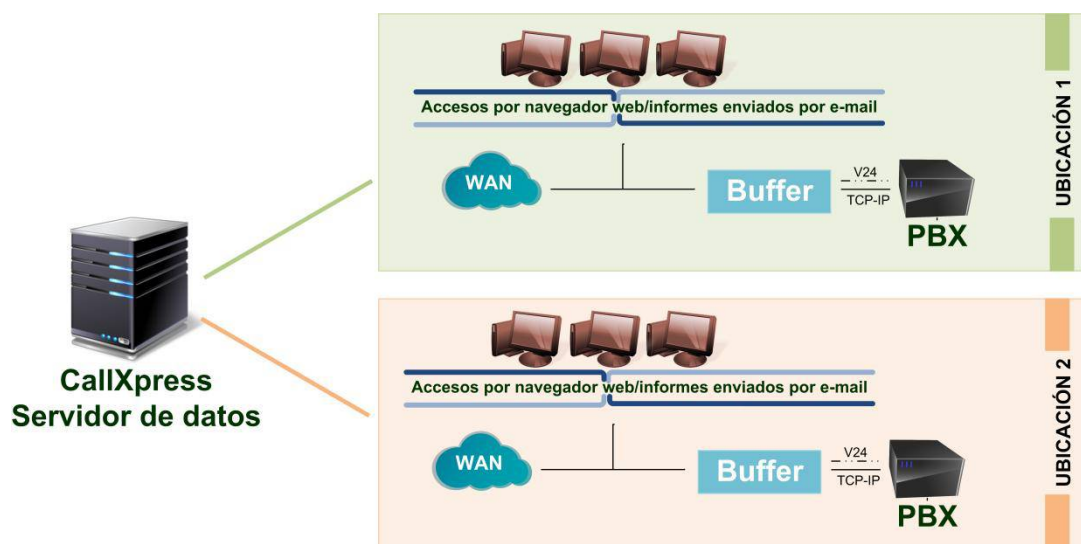 CallXpress
Servidor de datos
Accesos por navegador web/informes enviados por e-mail
WAN
Buffer
V24
TCP-IP
PBX
UBICACIÓN 1
Accesos por navegador web/informes enviados por e-mail
WAN
Buffer
V24
TCP-IP
PBX
UBICACIÓN 2